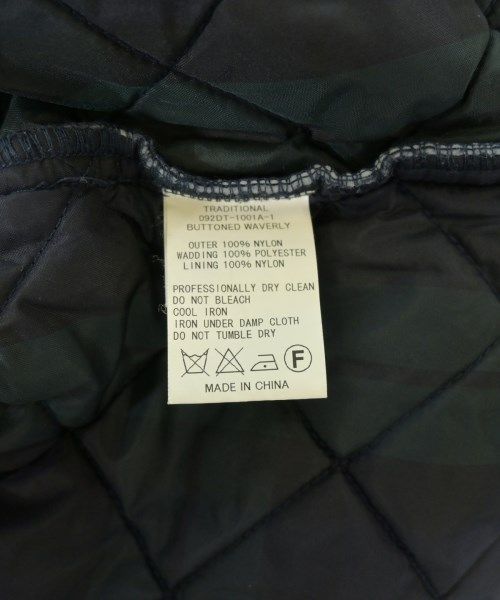 TRADITIONAL
092DT-1001A-1
BUTTONED WAVERLY
OUTER 100% NYLON
WADDING 100% POLYESTER
LINING 100% NYLON
PROFESSIONALLY DRY CLEAN
DO NOT BLEACH
COOL IRON
IRON UNDER DAMP CLOTH
DO NOT TUMBLE DRY
F
MADE IN CHINA